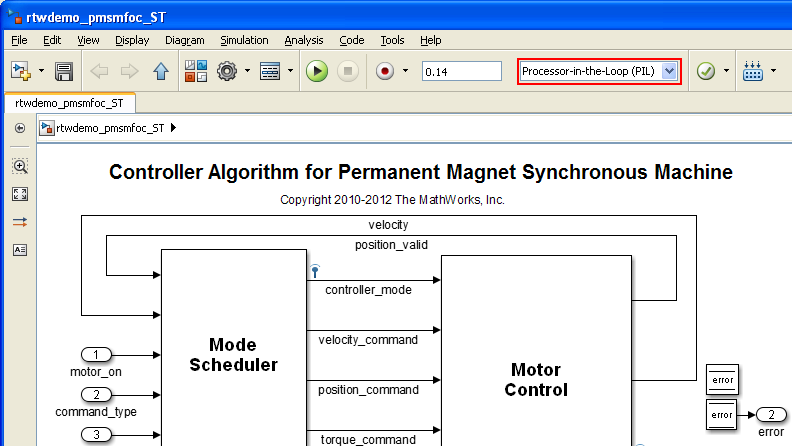 rtwdemo_pmsmfoc_ST
File Edit View Display Diagram Simulation Analysis Code Tools Help
0.14 Processor-in-the-Loop (PIL)
rtwdemo_pmsmfoc_ST
rtwdemo_pmsmfoc_ST
Controller Algorithm for Permanent Magnet Synchronous Machine
Copyright 2010-2012 The MathWorks, Inc.
velocity
position_valid
controller_mode
velocity_command
position_command
torque_command
Mode
Scheduler
Motor
Control
1
motor_on
2
command_type
3
error
error
2
error
A